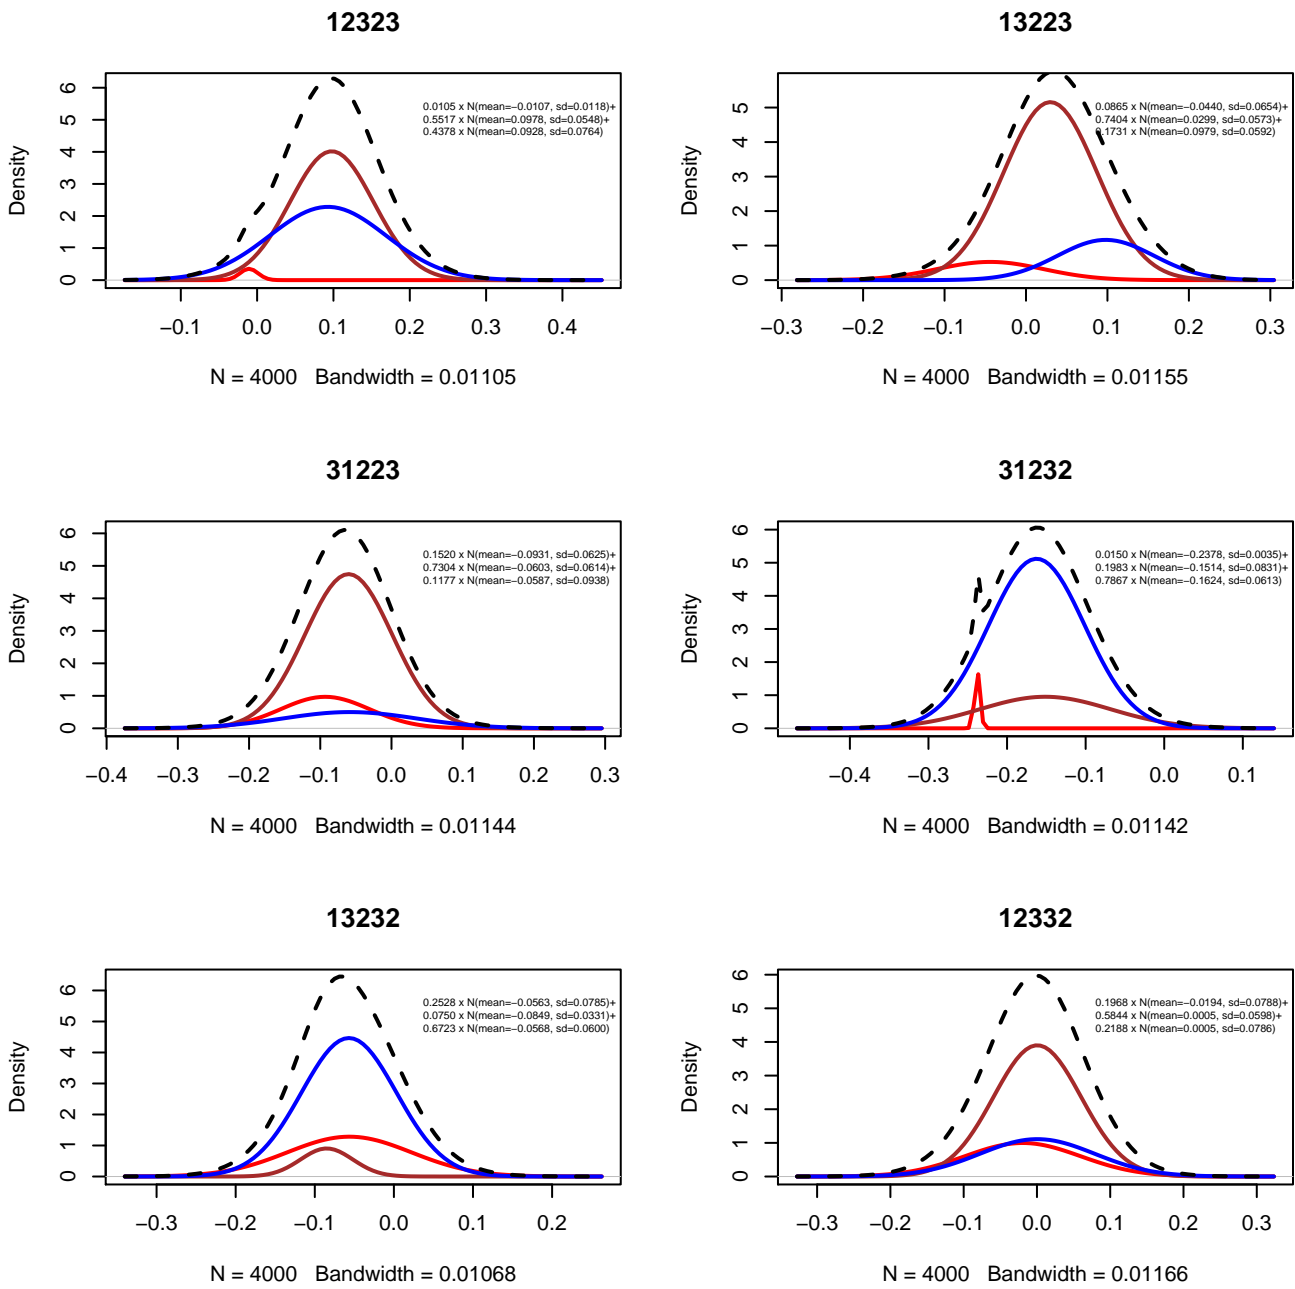 12323
6
5
4
3
2
1
0
Density
0.0105 x N(mean=−0.0107, sd=0.0118)+
0.5517 x N(mean=0.0978, sd=0.0548)+
0.4378 x N(mean=0.0928, sd=0.0764)
−0.1 0.0 0.1 0.2 0.3 0.4
N = 4000 Bandwidth = 0.01105
13223
5
4
3
2
1
0
Density
0.0865 x N(mean=−0.0440, sd=0.0654)+
0.7404 x N(mean=0.0299, sd=0.0573)+
0.1731 x N(mean=0.0979, sd=0.0592)
−0.3 −0.2 −0.1 0.0 0.1 0.2 0.3
N = 4000 Bandwidth = 0.01155
31223
6
5
4
3
2
1
0
Density
0.1520 x N(mean=−0.0931, sd=0.0625)+
0.7304 x N(mean=−0.0603, sd=0.0614)+
0.1177 x N(mean=−0.0587, sd=0.0938)
−0.4 −0.3 −0.2 −0.1 0.0 0.1 0.2 0.3
N = 4000 Bandwidth = 0.01144
31232
6
5
4
3
2
1
0
Density
0.0150 x N(mean=−0.2378, sd=0.0035)+
0.1983 x N(mean=−0.1514, sd=0.0831)+
0.7867 x N(mean=−0.1624, sd=0.0613)
−0.4 −0.3 −0.2 −0.1 0.0 0.1
N = 4000 Bandwidth = 0.01142
13232
6
5
4
3
2
1
0
Density
0.2528 x N(mean=−0.0563, sd=0.0785)+
0.0750 x N(mean=−0.0849, sd=0.0331)+
0.6723 x N(mean=−0.0568, sd=0.0600)
−0.3 −0.2 −0.1 0.0 0.1 0.2
N = 4000 Bandwidth = 0.01068
12332
6
5
4
3
2
1
0
Density
0.1968 x N(mean=−0.0194, sd=0.0788)+
0.5844 x N(mean=0.0005, sd=0.0598)+
0.2188 x N(mean=0.0005, sd=0.0786)
−0.3 −0.2 −0.1 0.0 0.1 0.2 0.3
N = 4000 Bandwidth = 0.01166